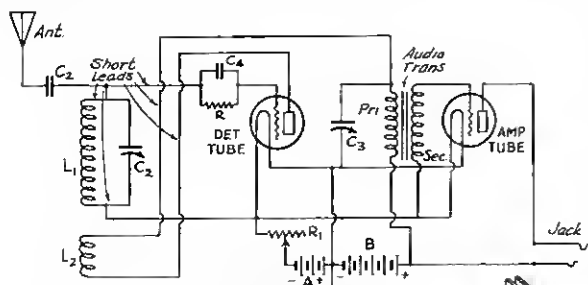 Ant.
Short
Leads
C2
C4
R
L1
C2
DET
TUBE
C3
Audio
Trans
Pri
Sec.
AMP
TUBE
L2
R1
- A +
B
- +
Jack